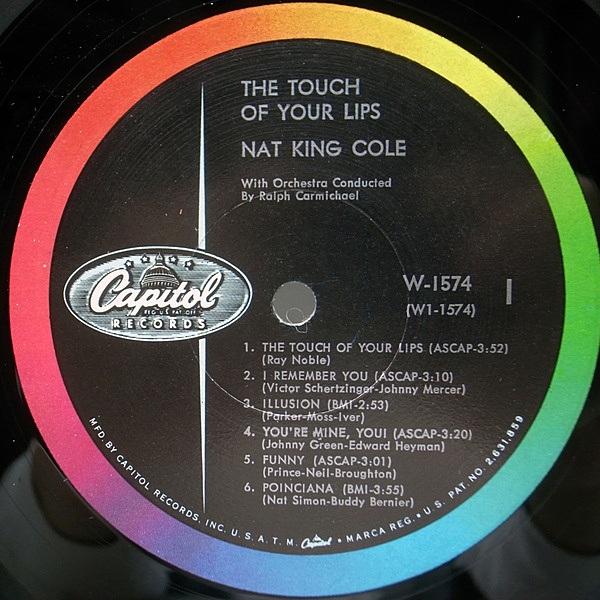 THE TOUCH
OF YOUR LIPS
NAT KING COLE
With Orchestra Conducted
By Ralph Carmichael
Capitol
REG. U.S. PAT. OFF.
RECORDS
W-1574
(W1-1574)
1
1. THE TOUCH OF YOUR LIPS (ASCAP-3:52)
(Ray Noble)
2. I REMEMBER YOU (ASCAP-3:10)
(Victor Schertzinger-Johnny Mercer)
3. ILLUSION (BMI-2:53)
(Parker-Moss-Iver)
4. YOU'RE MINE, YOU! (ASCAP-3:20)
(Johnny Green-Edward Heyman)
5. FUNNY (ASCAP-3:01)
(Prince-Neil-Broughton)
6. POINCIANA (BMI-3:55)
(Nat Simon-Buddy Bernier)
MFD. BY CAPITOL RECORDS, INC. U. S. A. T. M. Capitol • MARCA REG. • U. S. PAT. NO. 2,631,859